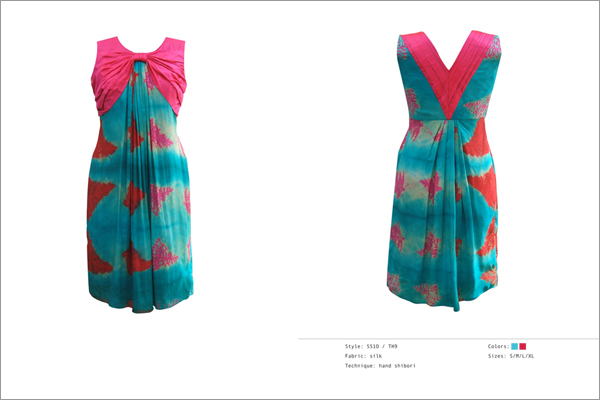 Style: SS10 / TH9
Fabric: silk
Technique: hand shibori
Colors:
Sizes: S/M/L/XL